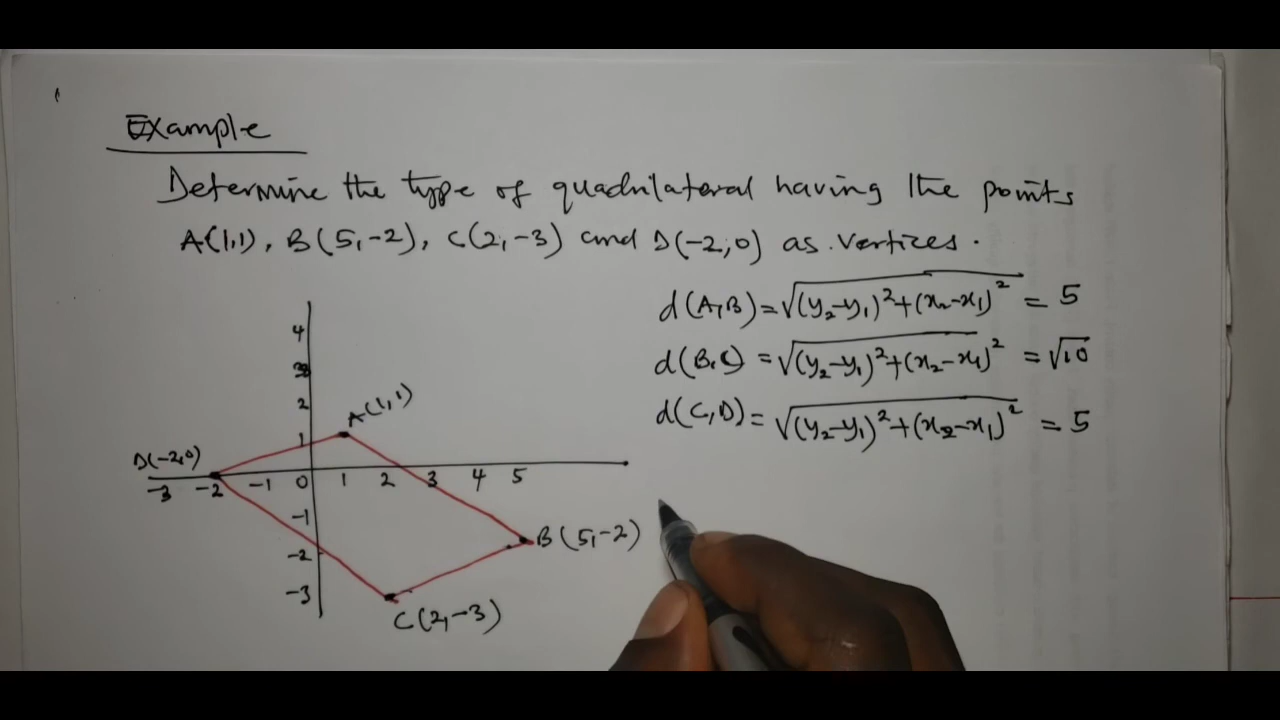 Example
Determine the type of quadrilateral having the points
A(1,1), B(5,-2), C(2,-3) and D(-2,0) as vertices.
d(A,B) = √(y₂-y₁)²+(x₂-x₁)² = 5
d(B,C) = √(y₂-y₁)²+(x₂-x₁)² = √10
d(C,D) = √(y₂-y₁)²+(x₂-x₁)² = 5
4
3
2
A(1,1)
1
D(-2,0)
-3 -2 -1 0 1 2 3 4 5
-1
B(5,-2)
-2
-3
C(2,-3)